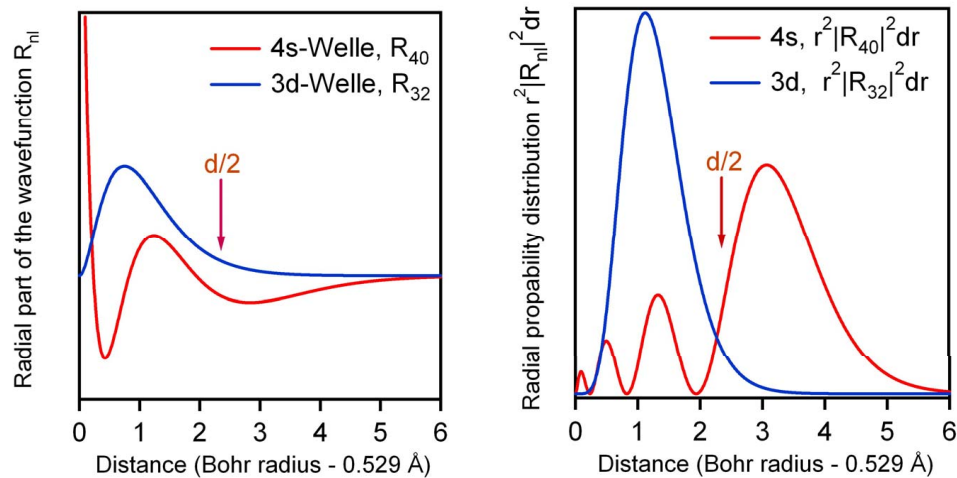 Radial part of the wavefunction Rnl
4s-Welle, R40
3d-Welle, R32
d/2
0 1 2 3 4 5 6
Distance (Bohr radius - 0.529 Å)
Radial propability distribution r²|Rnl|²dr
4s, r²|R40|²dr
3d, r²|R32|²dr
d/2
0 1 2 3 4 5 6
Distance (Bohr radius - 0.529 Å)